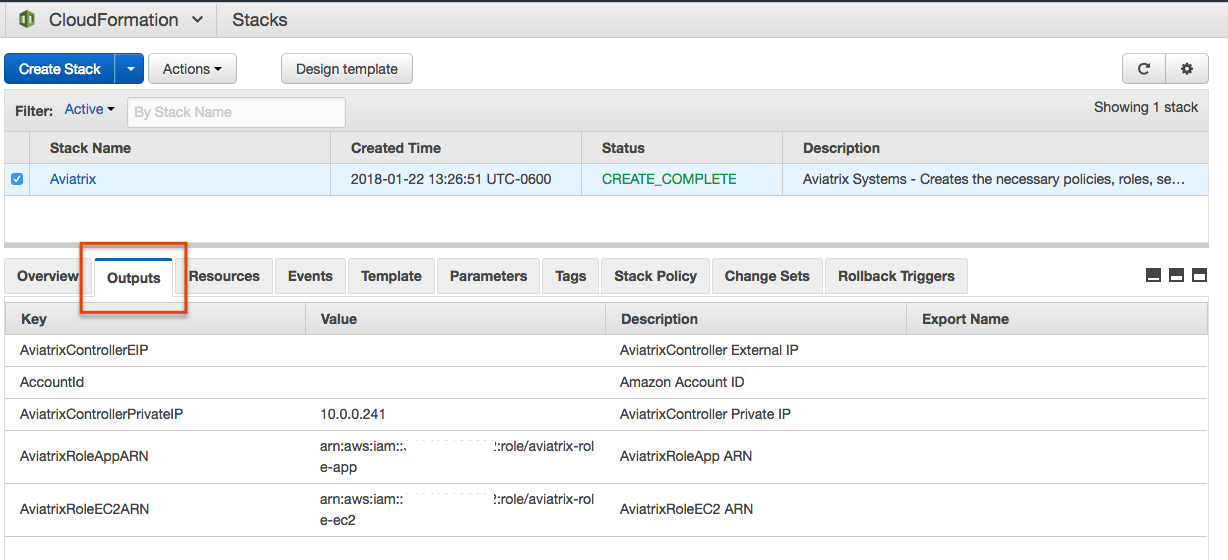 CloudFormation Stacks
Create Stack Actions Design template
Filter: Active By Stack Name Showing 1 stack
Stack Name Created Time Status Description
Aviatrix 2018-01-22 13:26:51 UTC-0600 CREATE_COMPLETE Aviatrix Systems - Creates the necessary policies, roles, se…
Overview Outputs Resources Events Template Parameters Tags Stack Policy Change Sets Rollback Triggers
Key Value Description Export Name
AviatrixControllerEIP AviatrixController External IP
AccountId Amazon Account ID
AviatrixControllerPrivateIP 10.0.0.241 AviatrixController Private IP
AviatrixRoleAppARN arn:aws:iam:: :role/aviatrix-rol
e-app AviatrixRoleApp ARN
AviatrixRoleEC2ARN arn:aws:iam:: :role/aviatrix-rol
e-ec2 AviatrixRoleEC2 ARN